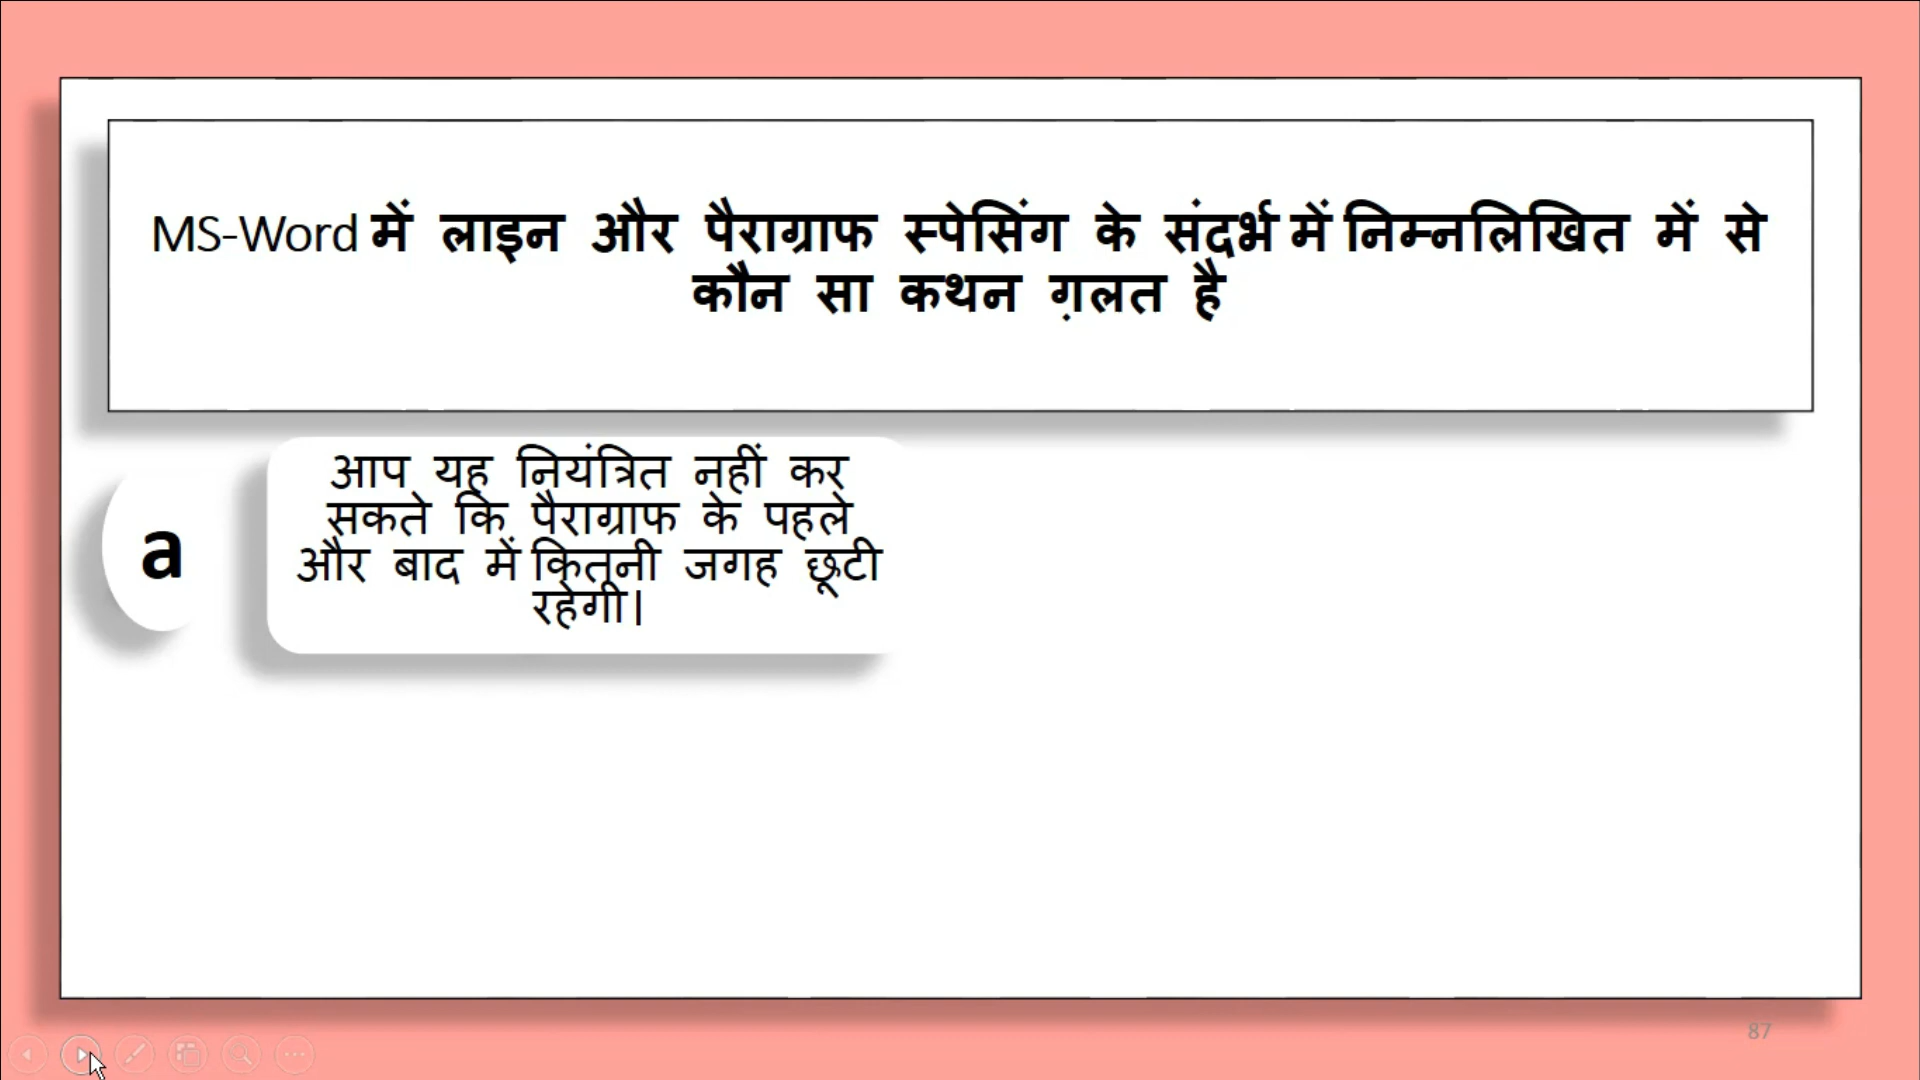 MS-Word में लाइन और पैराग्राफ स्पेसिंग के संदर्भ में निम्नलिखित में से
कौन सा कथन ग़लत है
a
आप यह नियंत्रित नहीं कर
सकते कि पैराग्राफ के पहले
और बाद में कितनी जगह छूटी
रहेगी।
87